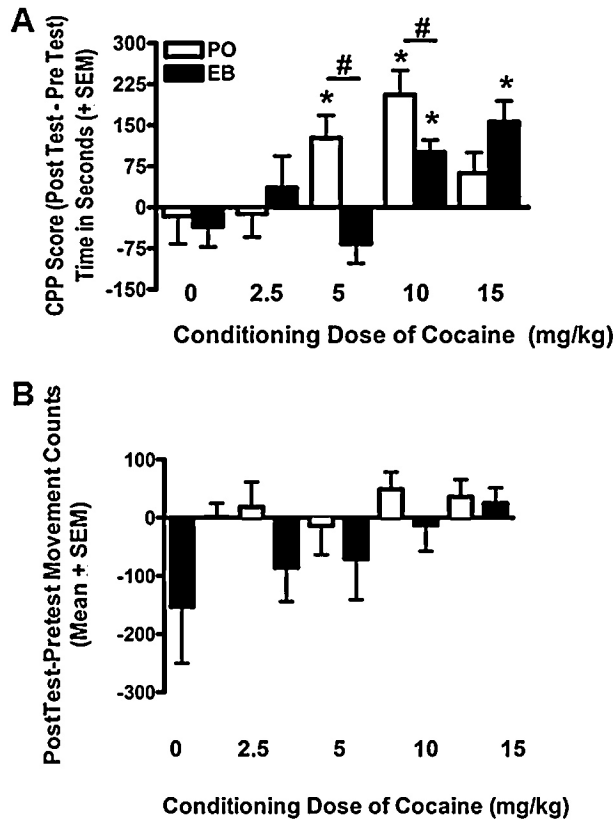 A
CPP Score (Post Test - Pre Test)
Time in Seconds (+ SEM)
300
225
150
75
0
-75
-150
PO
EB
*
#
*
#
*
*
0 2.5 5 10 15
Conditioning Dose of Cocaine (mg/kg)
B
PostTest-Pretest Movement Counts
(Mean + SEM)
100
0
-100
-200
-300
0 2.5 5 10 15
Conditioning Dose of Cocaine (mg/kg)